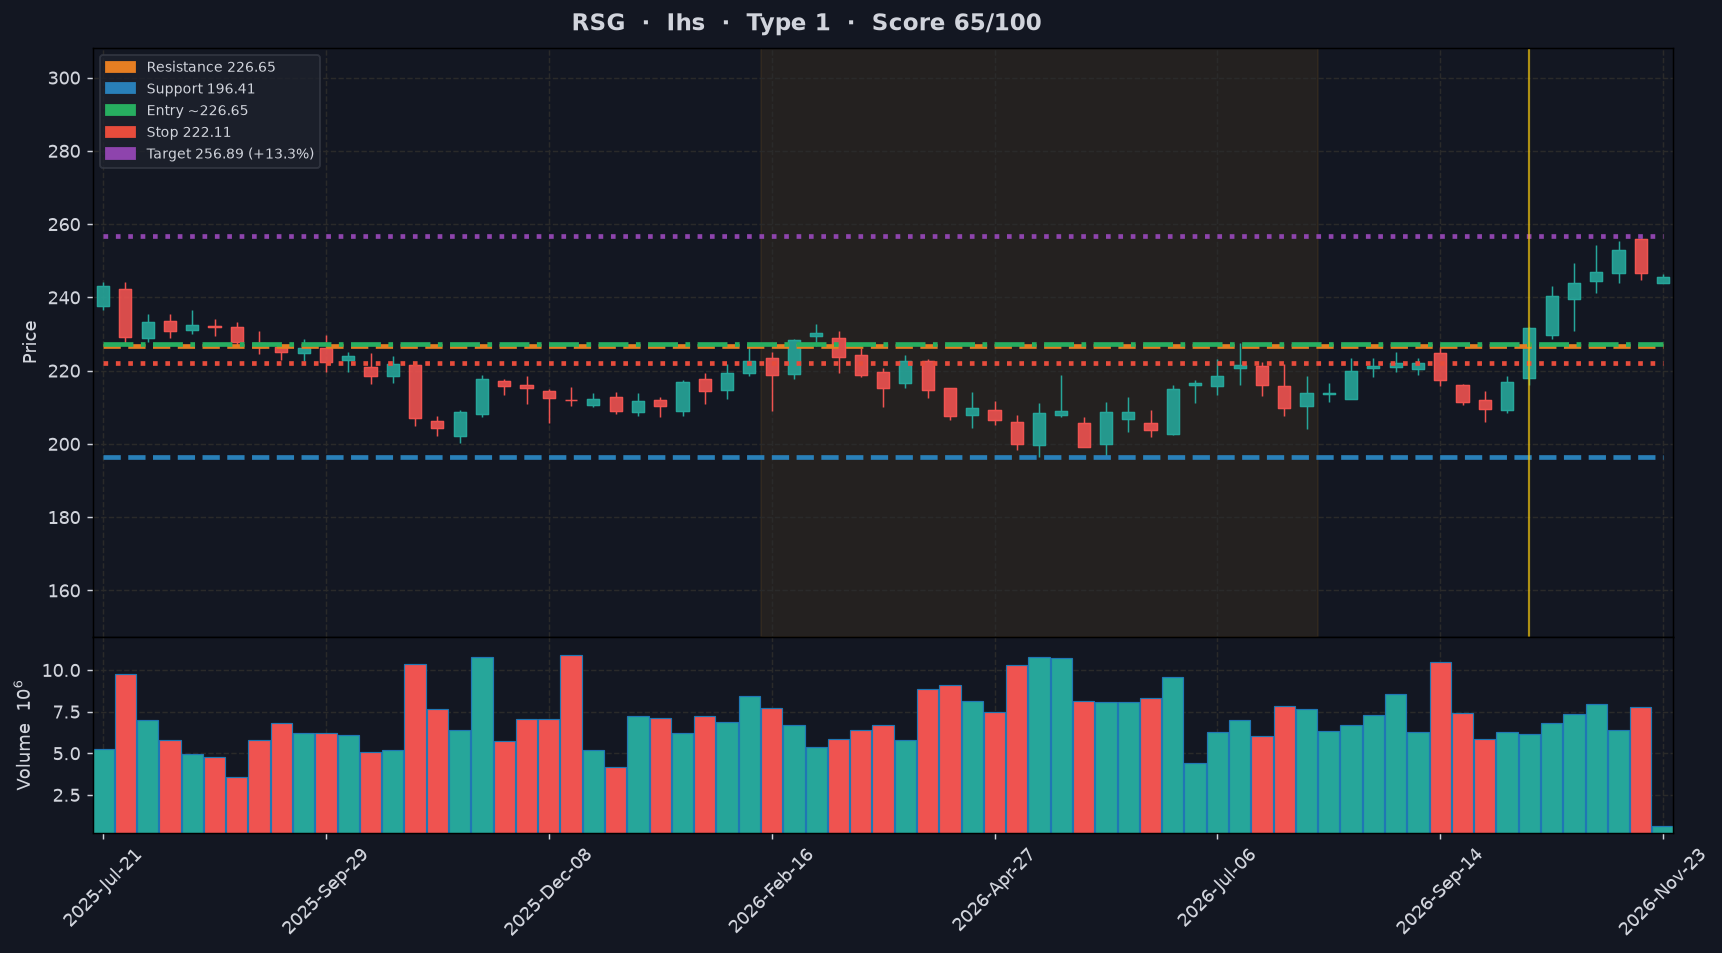 RSG · Ihs · Type 1 · Score 65/100
Resistance 226.65
Support 196.41
Entry ~226.65
Stop 222.11
Target 256.89 (+13.3%)
300
280
260
240
220
200
180
160
Price
10.0
7.5
5.0
2.5
Volume 10⁶
2025-Jul-21
2025-Sep-29
2025-Dec-08
2026-Feb-16
2026-Apr-27
2026-Jul-06
2026-Sep-14
2026-Nov-23